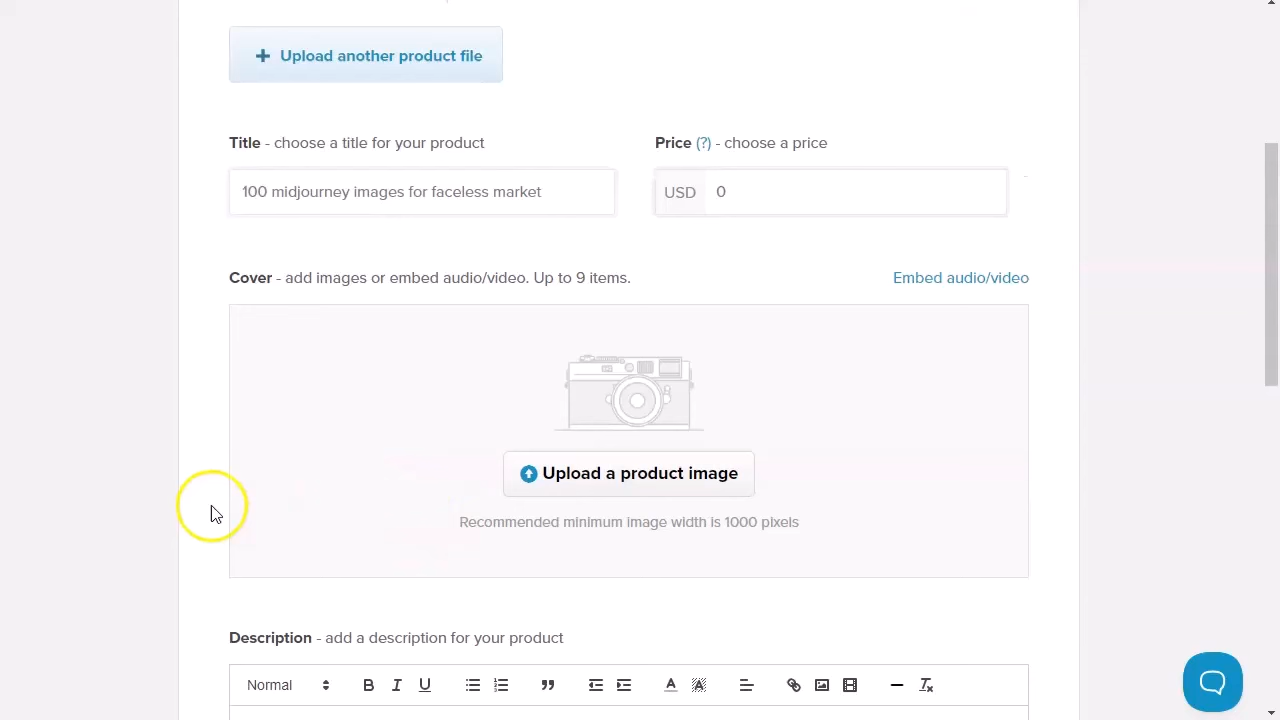 Upload another product file
Title - choose a title for your product
Price (?) - choose a price
100 midjourney images for faceless market
USD 0
Cover - add images or embed audio/video. Up to 9 items.
Embed audio/video
Upload a product image
Recommended minimum image width is 1000 pixels
Description - add a description for your product
Normal
B I U